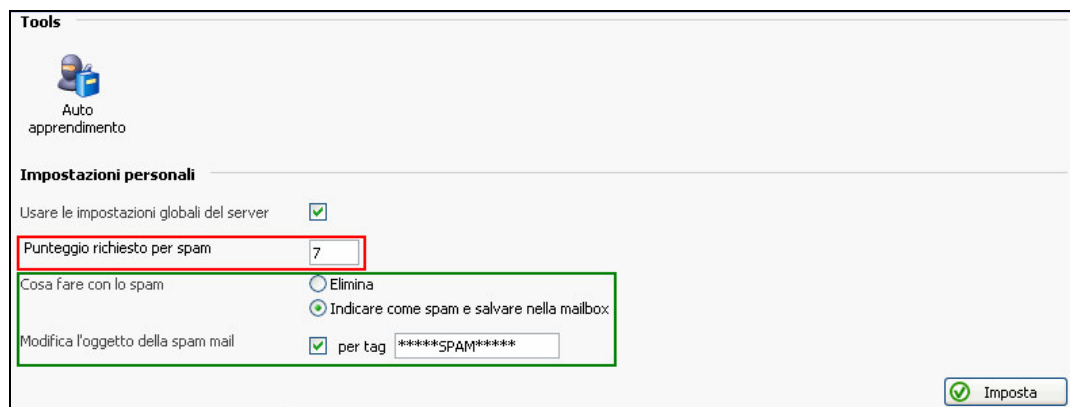 Tools
Auto
apprendimento
Impostazioni personali
Usare le impostazioni globali del server
Punteggio richiesto per spam 7
Cosa fare con lo spam Elimina
Indicare come spam e salvare nella mailbox
Modifica l'oggetto della spam mail per tag *****SPAM*****
Imposta